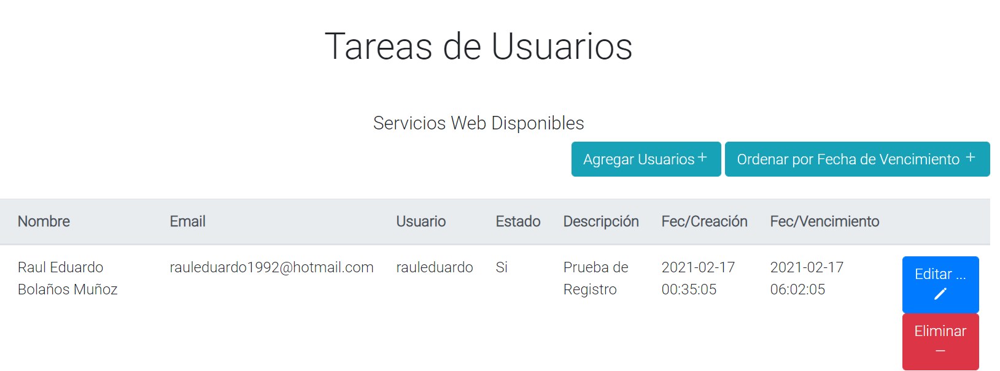 Tareas de Usuarios
Servicios Web Disponibles
Agregar Usuarios + Ordenar por Fecha de Vencimiento +
Nombre Email Usuario Estado Descripción Fec/Creación Fec/Vencimiento
Raul Eduardo rauleduardo1992@hotmail.com rauleduardo Si Prueba de 2021-02-17 2021-02-17 Editar ...
Bolaños Muñoz Registro 00:35:05 06:02:05
Eliminar